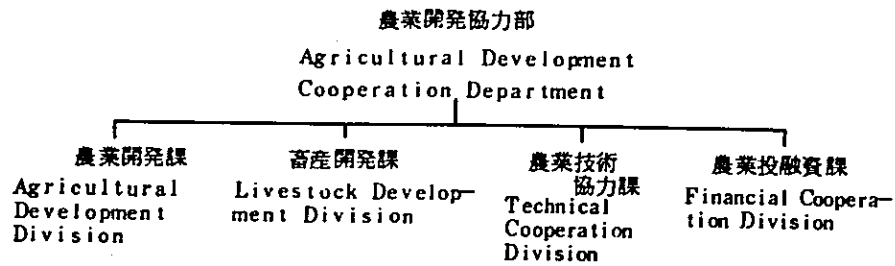 農業開発協力部
Agricultural Development
Cooperation Department
農業開発課
Agricultural
Development
Division
畜産開発課
Livestock Develop-
ment Division
農業技術
協力課
Technical
Cooperation
Division
農業投融資課
Financial Coopera-
tion Division